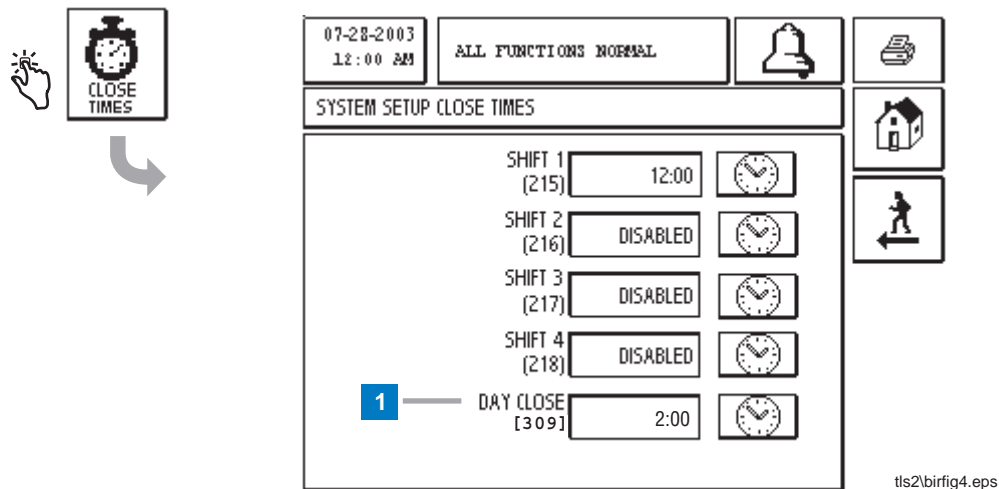 CLOSE
TIMES
07-28-2003
12:00 AM
ALL FUNCTIONS NORMAL
SYSTEM SETUP CLOSE TIMES
SHIFT 1
(215)
12:00
SHIFT 2
(216)
DISABLED
SHIFT 3
(217)
DISABLED
SHIFT 4
(218)
DISABLED
1
DAY CLOSE
[309]
2:00
tls2\birfig4.eps